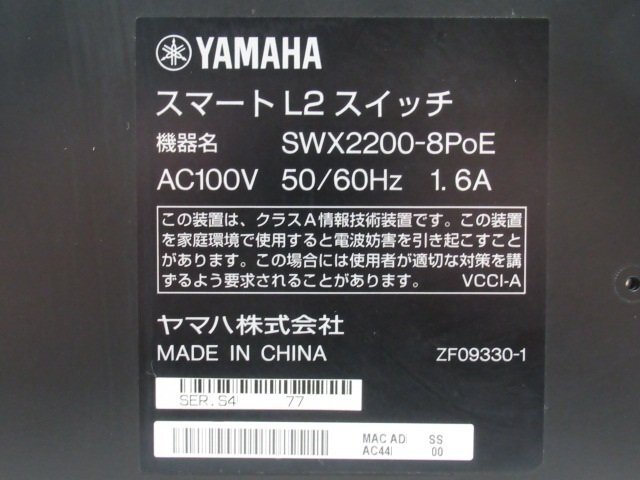 YAMAHA
スマート L2 スイッチ
機器名 SWX2200-8PoE
AC100V 50/60Hz 1.6A
この装置は、クラスA情報技術装置です。この装置
を家庭環境で使用すると電波妨害を引き起こすこと
があります。この場合には使用者が適切な対策を講
ずるよう要求されることがあります。 VCCI-A
ヤマハ株式会社
MADE IN CHINA ZF09330-1
SER.S4 77
MAC AD SS
AC44 00